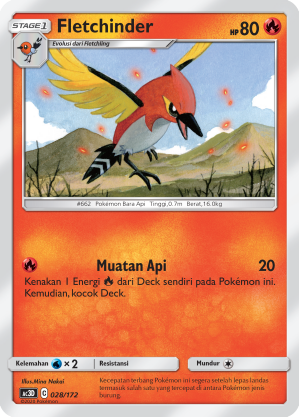 STAGE 1
Fletchinder
HP 80
Evolusi dari Fletchling
#662 Pokémon Bara Api Tinggi,0.7m Berat,16.0kg
Muatan Api 20
Kenakan 1 Energi dari Deck sendiri pada Pokémon ini.
Kemudian, kocok Deck.
Kelemahan ×2 Resistansi Mundur
Illus.Mina Nakai
Kecepatan terbang Pokémon ini segera setelah lepas landas
termasuk salah satu yang tercepat di antara Pokémon jenis
burung.
C 028/172